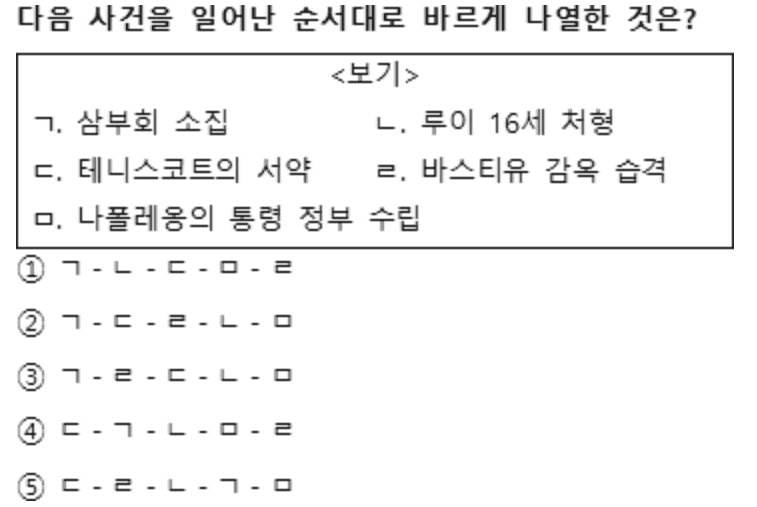 다음 사건을 일어난 순서대로 바르게 나열한 것은?
<보기>
ㄱ. 삼부회 소집 ㄴ. 루이 16세 처형
ㄷ. 테니스코트의 서약 ㄹ. 바스티유 감옥 습격
ㅁ. 나폴레옹의 통령 정부 수립
① ㄱ - ㄴ - ㄷ - ㅁ - ㄹ
② ㄱ - ㄷ - ㄹ - ㄴ - ㅁ
③ ㄱ - ㄹ - ㄷ - ㄴ - ㅁ
④ ㄷ - ㄱ - ㄴ - ㅁ - ㄹ
⑤ ㄷ - ㄹ - ㄴ - ㄱ - ㅁ